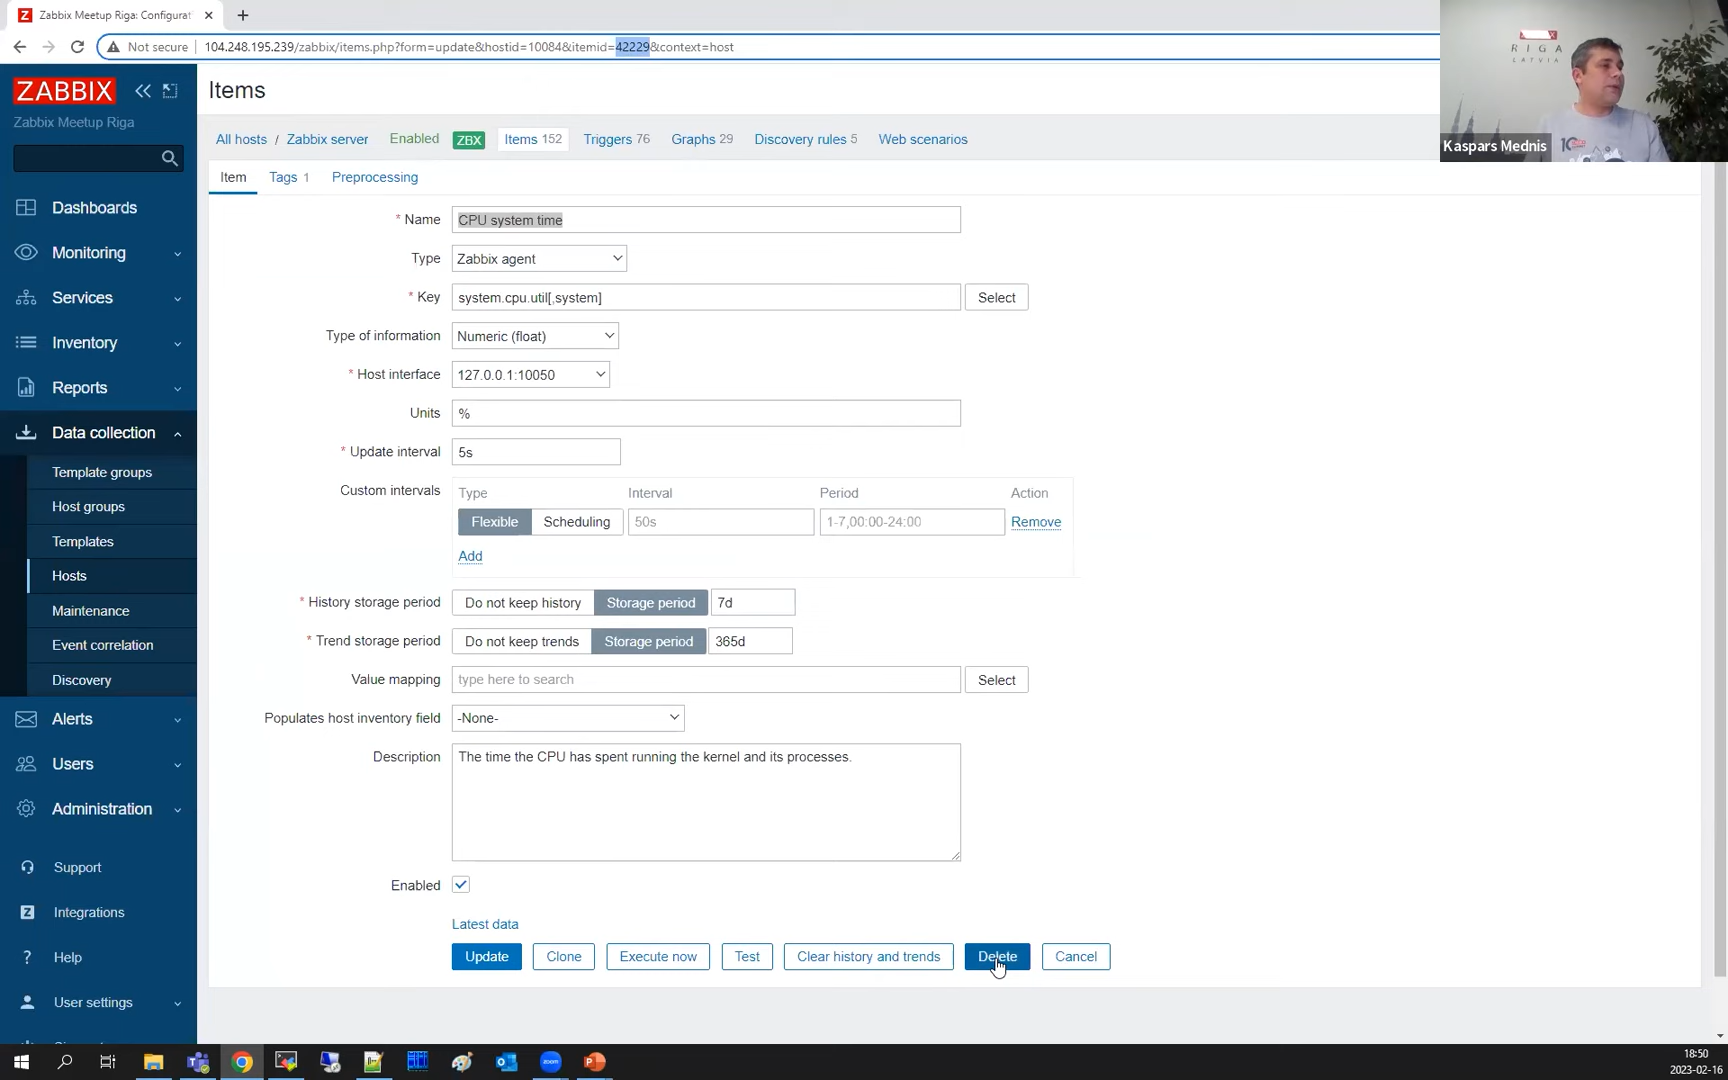 Zabbix Meetup Riga: Configurat
Not secure
104.248.195.239/zabbix/items.php?form=update&hostid=10084&itemid=42229&context=host
RIGA
LATVIA
Kaspars Mednis
ZABBIX
Zabbix Meetup Riga
Dashboards
Monitoring
Services
Inventory
Reports
Data collection
Template groups
Host groups
Templates
Hosts
Maintenance
Event correlation
Discovery
Alerts
Users
Administration
Support
Integrations
Help
User settings
Items
All hosts / Zabbix server Enabled ZBX Items 152 Triggers 76 Graphs 29 Discovery rules 5 Web scenarios
Item Tags 1 Preprocessing
* Name CPU system time
Type Zabbix agent
* Key system.cpu.util[,system] Select
Type of information Numeric (float)
* Host interface 127.0.0.1:10050
Units %
* Update interval 5s
Custom intervals Type Interval Period Action
Flexible Scheduling 50s 1-7,00:00-24:00 Remove
Add
* History storage period Do not keep history Storage period 7d
* Trend storage period Do not keep trends Storage period 365d
Value mapping type here to search Select
Populates host inventory field -None-
Description The time the CPU has spent running the kernel and its processes.
Enabled
Latest data
Update Clone Execute now Test Clear history and trends Delete Cancel
zoom
18:50
2023-02-16